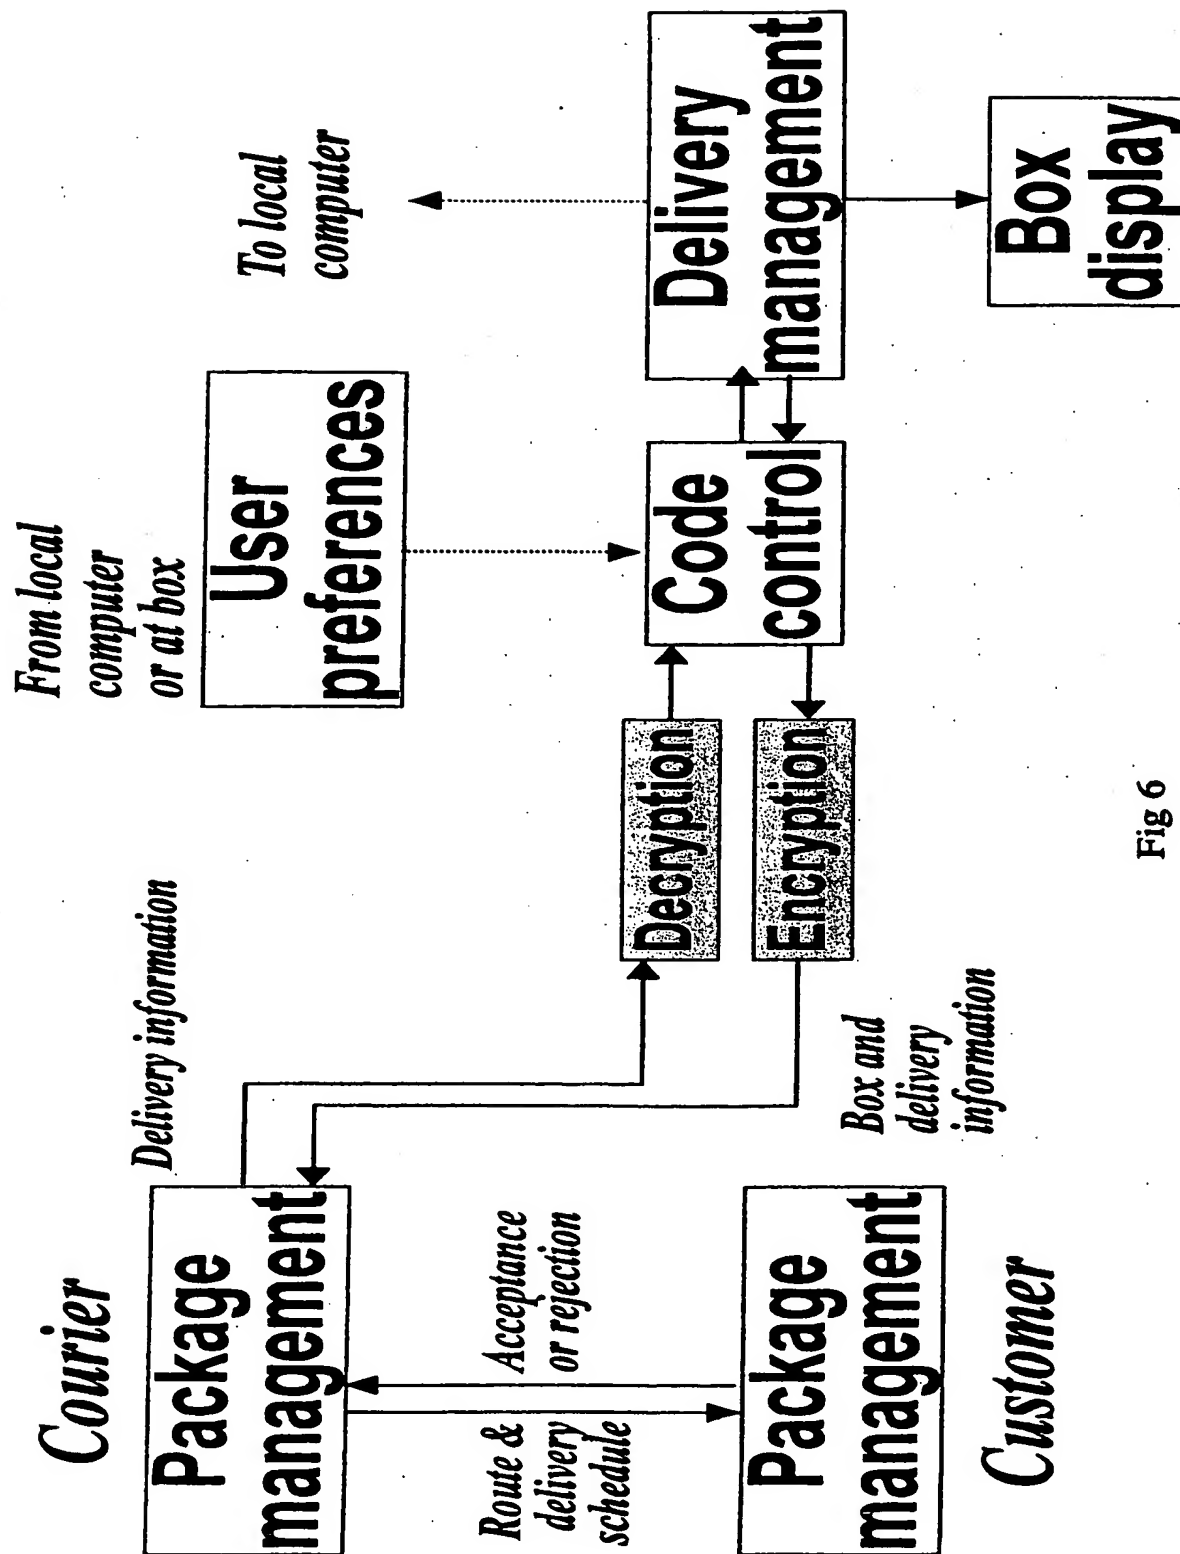 Courier
Package
management
Delivery information
Route &
delivery
schedule
Acceptance
or rejection
Package
management
Customer
Box and
delivery
information
Decryption
Encryption
From local
computer
or at box
User
preferences
Code
control
To local
computer
Delivery
management
Box
display
Fig 6